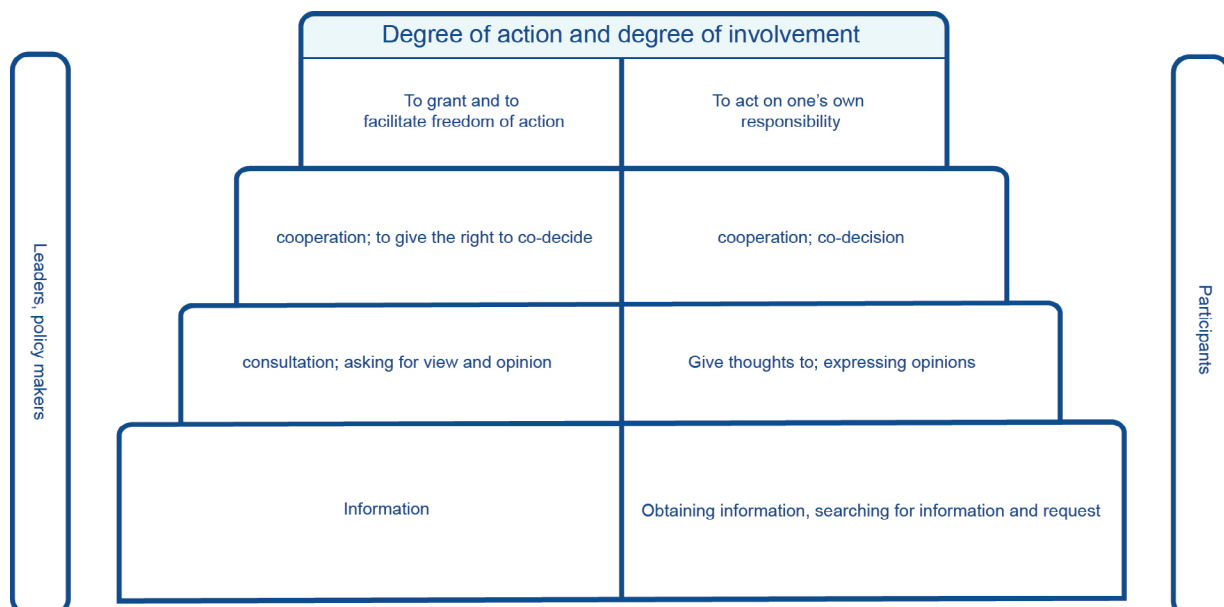 Degree of action and degree of involvement
To grant and to
facilitate freedom of action
To act on one’s own
responsibility
cooperation; to give the right to co-decide
cooperation; co-decision
consultation; asking for view and opinion
Give thoughts to; expressing opinions
Information
Obtaining information, searching for information and request
Leaders, policy makers
Participants